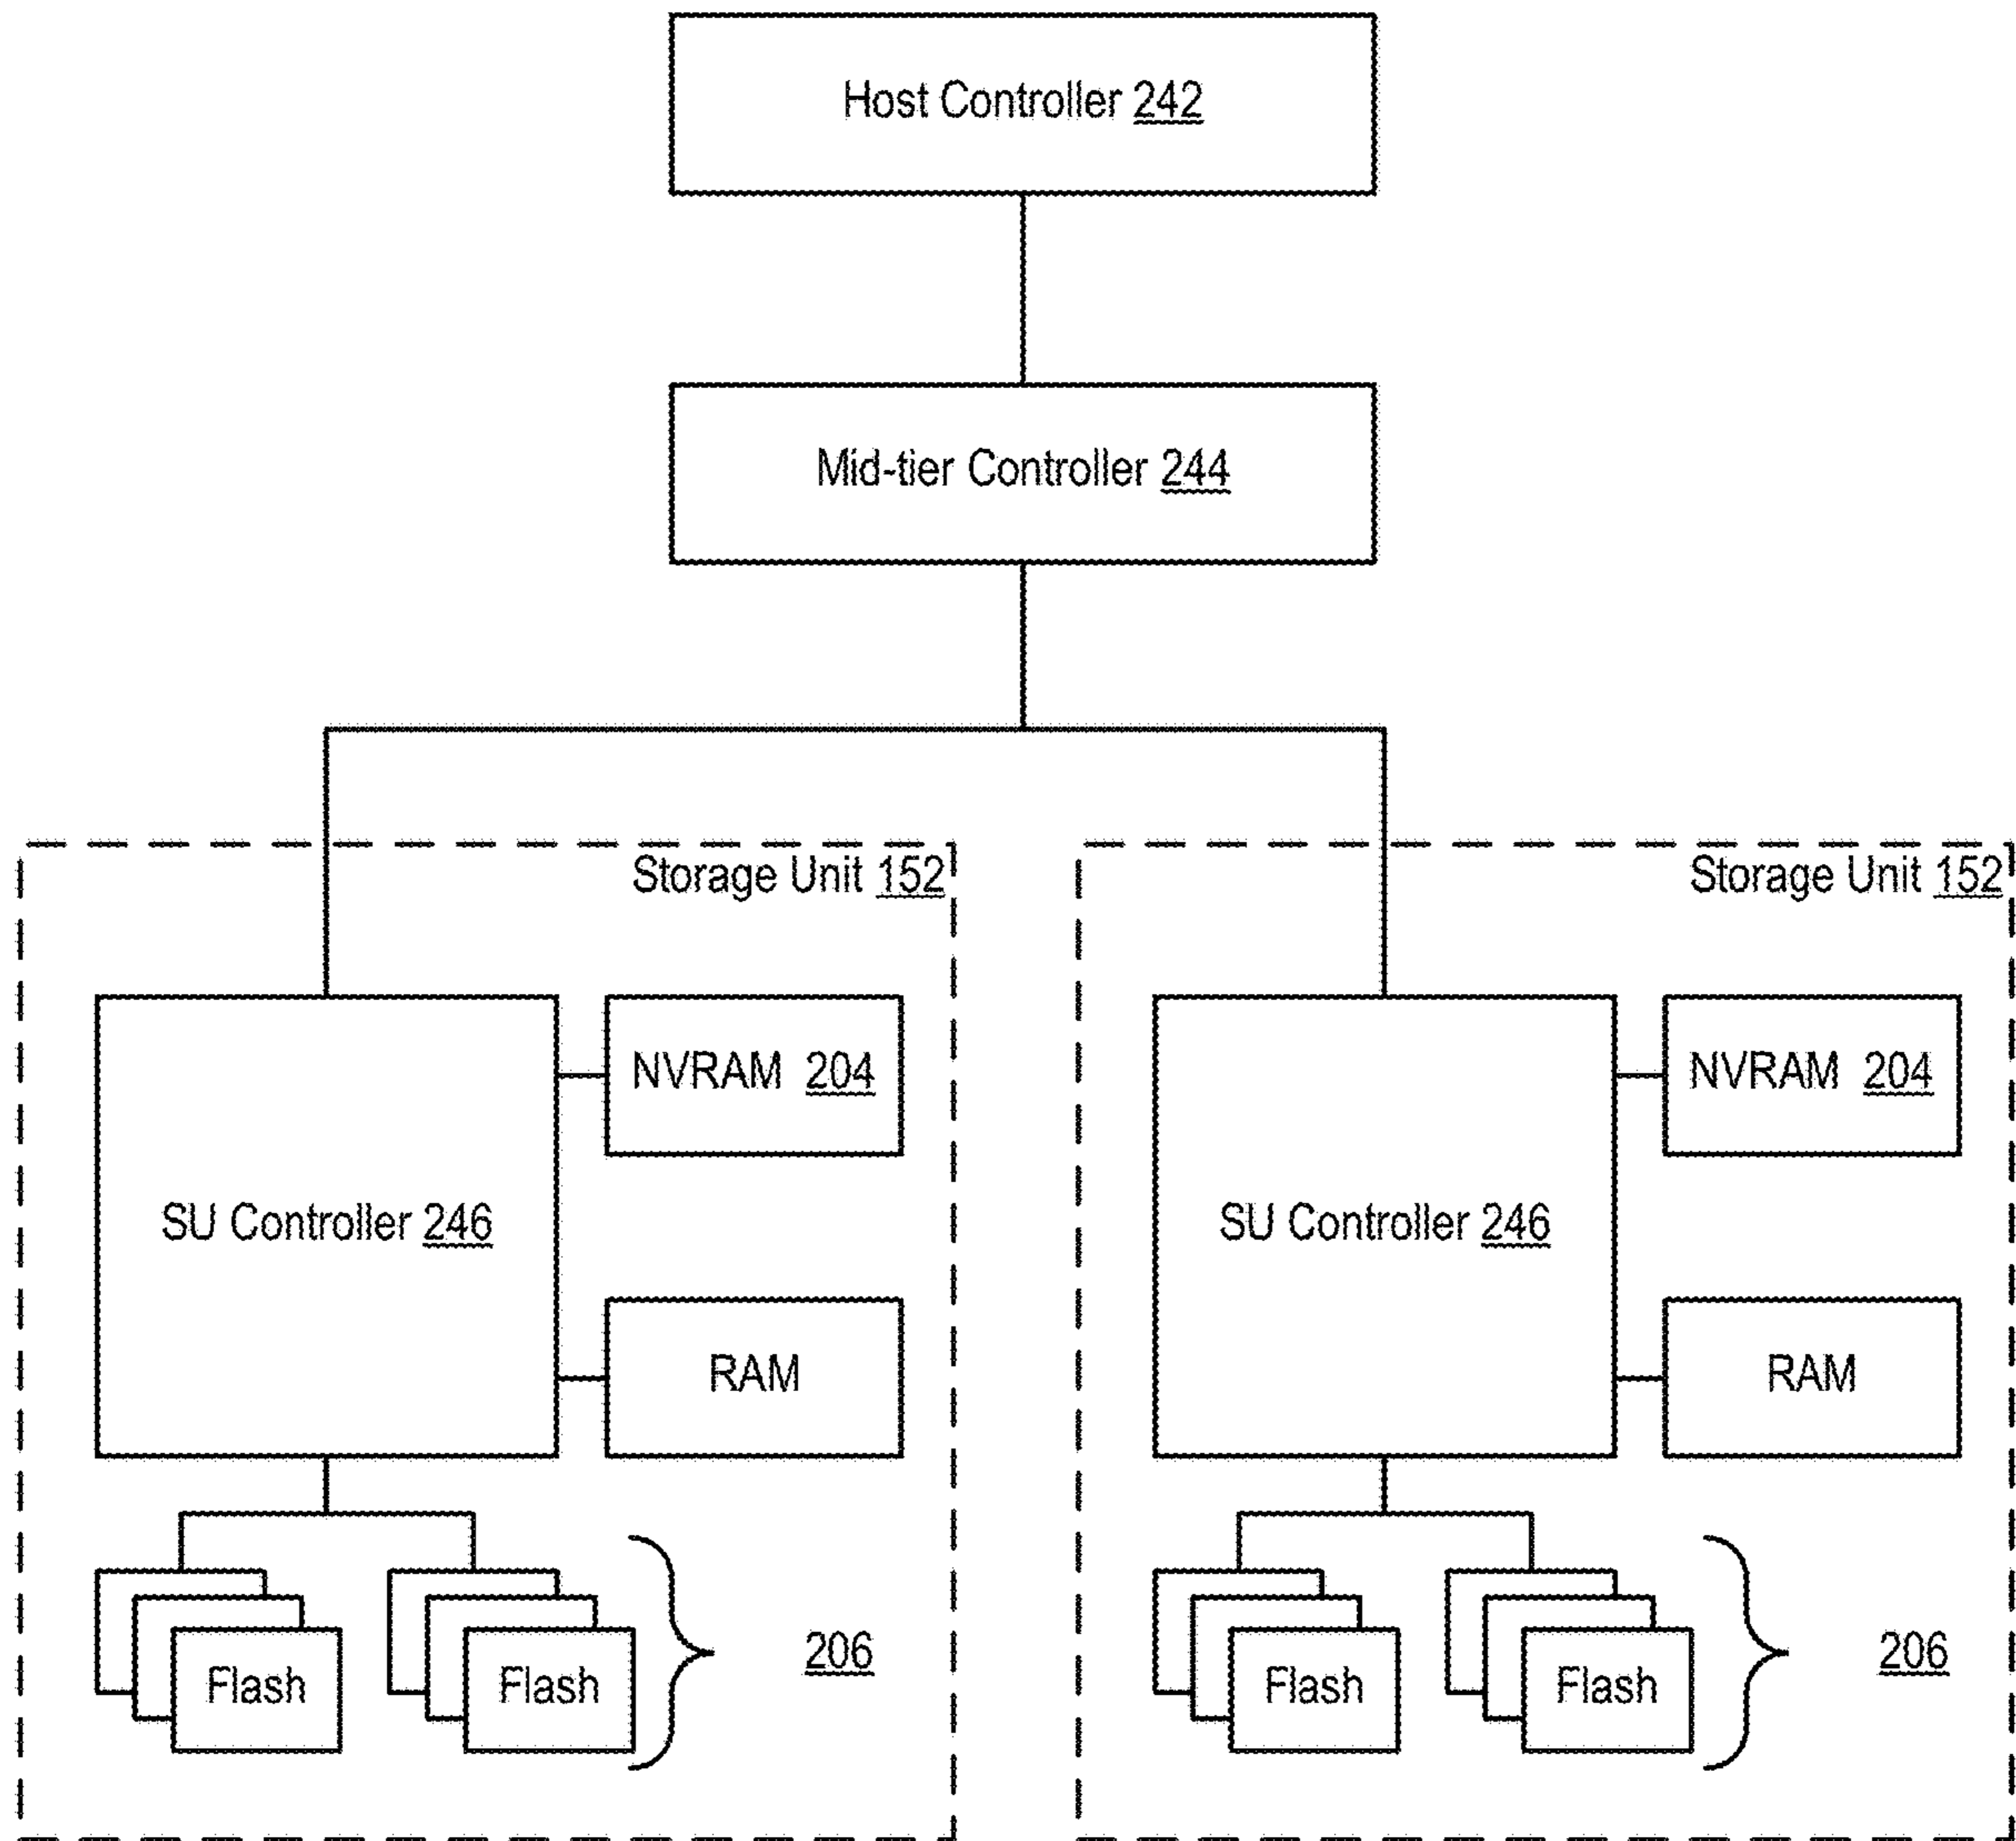 Host Controller 242
Mid-tier Controller 244
Storage Unit 152
SU Controller 246
NVRAM 204
RAM
Flash
Flash
206
Storage Unit 152
SU Controller 246
NVRAM 204
RAM
Flash
Flash
206